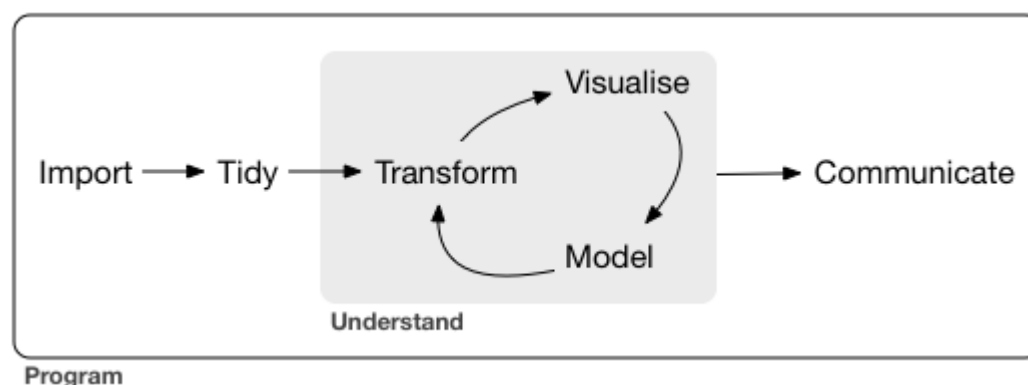 Visualise
Import Tidy Transform Communicate
Model
Understand
Program